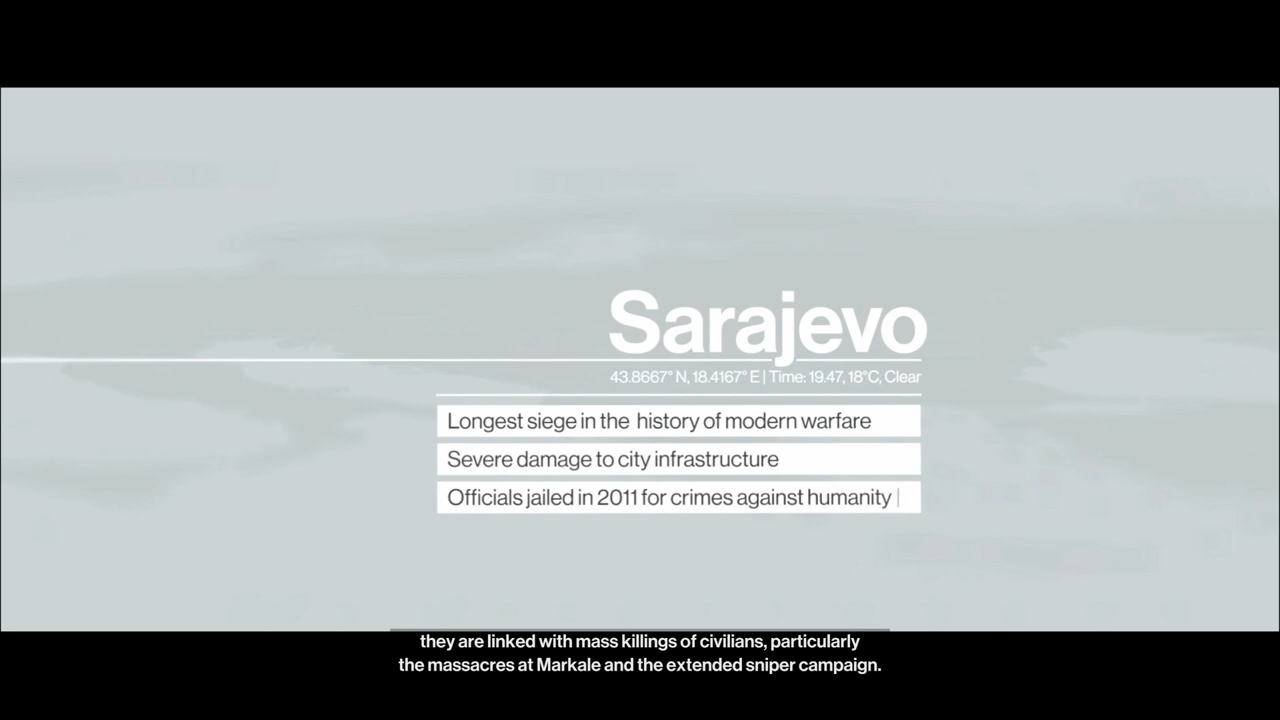 Sarajevo
43.8667° N, 18.4167° E | Time: 19.47, 18°C, Clear
Longest siege in the history of modern warfare
Severe damage to city infrastructure
Officials jailed in 2011 for crimes against humanity |
they are linked with mass killings of civilians, particularly
the massacres at Markale and the extended sniper campaign.